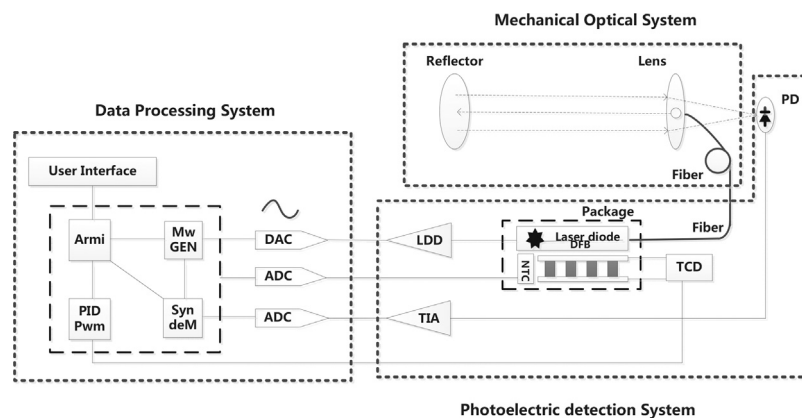 Mechanical Optical System
Reflector
Lens
PD
Data Processing System
User Interface
Fiber
Package
Fiber
Armi
Mw
GEN
DAC
LDD
Laser diode
DFB
ADC
NTC
TCD
PID
Pwm
Syn
deM
ADC
TIA
Photoelectric detection System